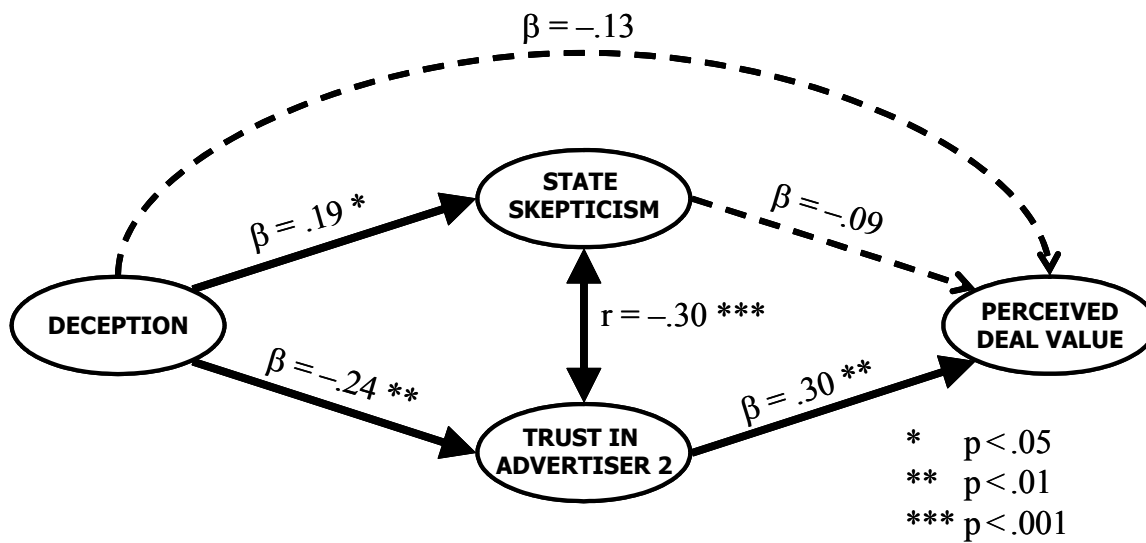 β = –.13
STATE
SKEPTICISM
β = .19 *
β = –.09
DECEPTION
r = –.30 ***
PERCEIVED
DEAL VALUE
β = –.24 **
β = .30 **
TRUST IN
ADVERTISER 2
* p < .05
** p < .01
*** p < .001